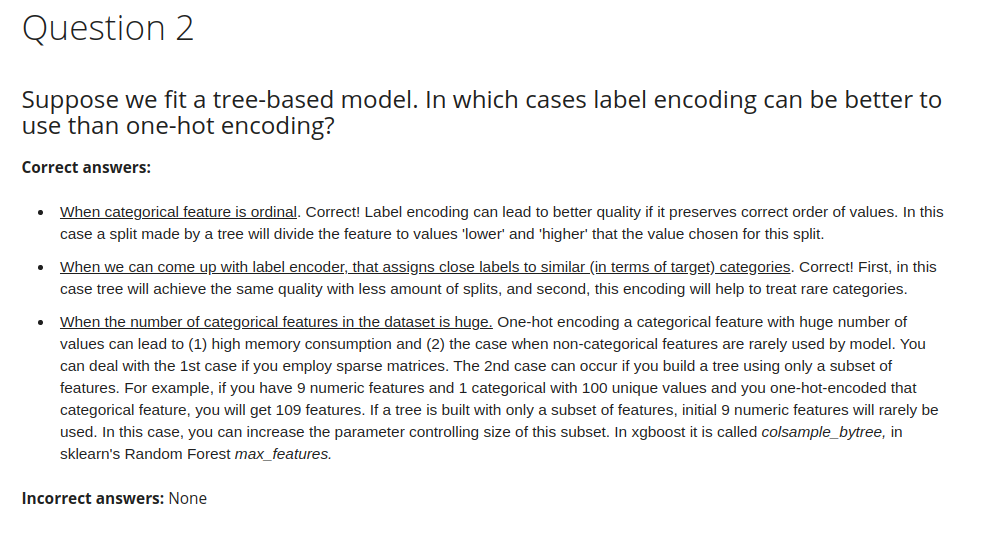 Question 2
Suppose we fit a tree-based model. In which cases label encoding can be better to
use than one-hot encoding?
Correct answers:
• When categorical feature is ordinal. Correct! Label encoding can lead to better quality if it preserves correct order of values. In this
case a split made by a tree will divide the feature to values 'lower' and 'higher' that the value chosen for this split.
• When we can come up with label encoder, that assigns close labels to similar (in terms of target) categories. Correct! First, in this
case tree will achieve the same quality with less amount of splits, and second, this encoding will help to treat rare categories.
• When the number of categorical features in the dataset is huge. One-hot encoding a categorical feature with huge number of
values can lead to (1) high memory consumption and (2) the case when non-categorical features are rarely used by model. You
can deal with the 1st case if you employ sparse matrices. The 2nd case can occur if you build a tree using only a subset of
features. For example, if you have 9 numeric features and 1 categorical with 100 unique values and you one-hot-encoded that
categorical feature, you will get 109 features. If a tree is built with only a subset of features, initial 9 numeric features will rarely be
used. In this case, you can increase the parameter controlling size of this subset. In xgboost it is called colsample_bytree, in
sklearn's Random Forest max_features.
Incorrect answers: None